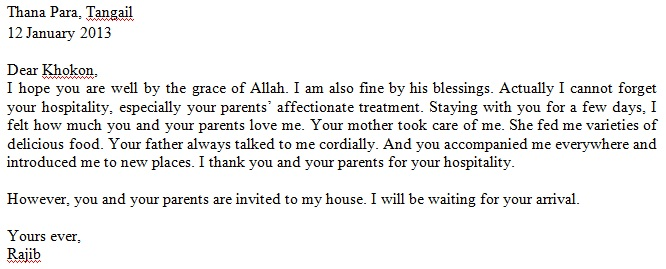 Thana Para, Tangail
12 January 2013
Dear Khokon,
I hope you are well by the grace of Allah. I am also fine by his blessings. Actually I cannot forget
your hospitality, especially your parents’ affectionate treatment. Staying with you for a few days, I
felt how much you and your parents love me. Your mother took care of me. She fed me varieties of
delicious food. Your father always talked to me cordially. And you accompanied me everywhere and
introduced me to new places. I thank you and your parents for your hospitality.
However, you and your parents are invited to my house. I will be waiting for your arrival.
Yours ever,
Rajib